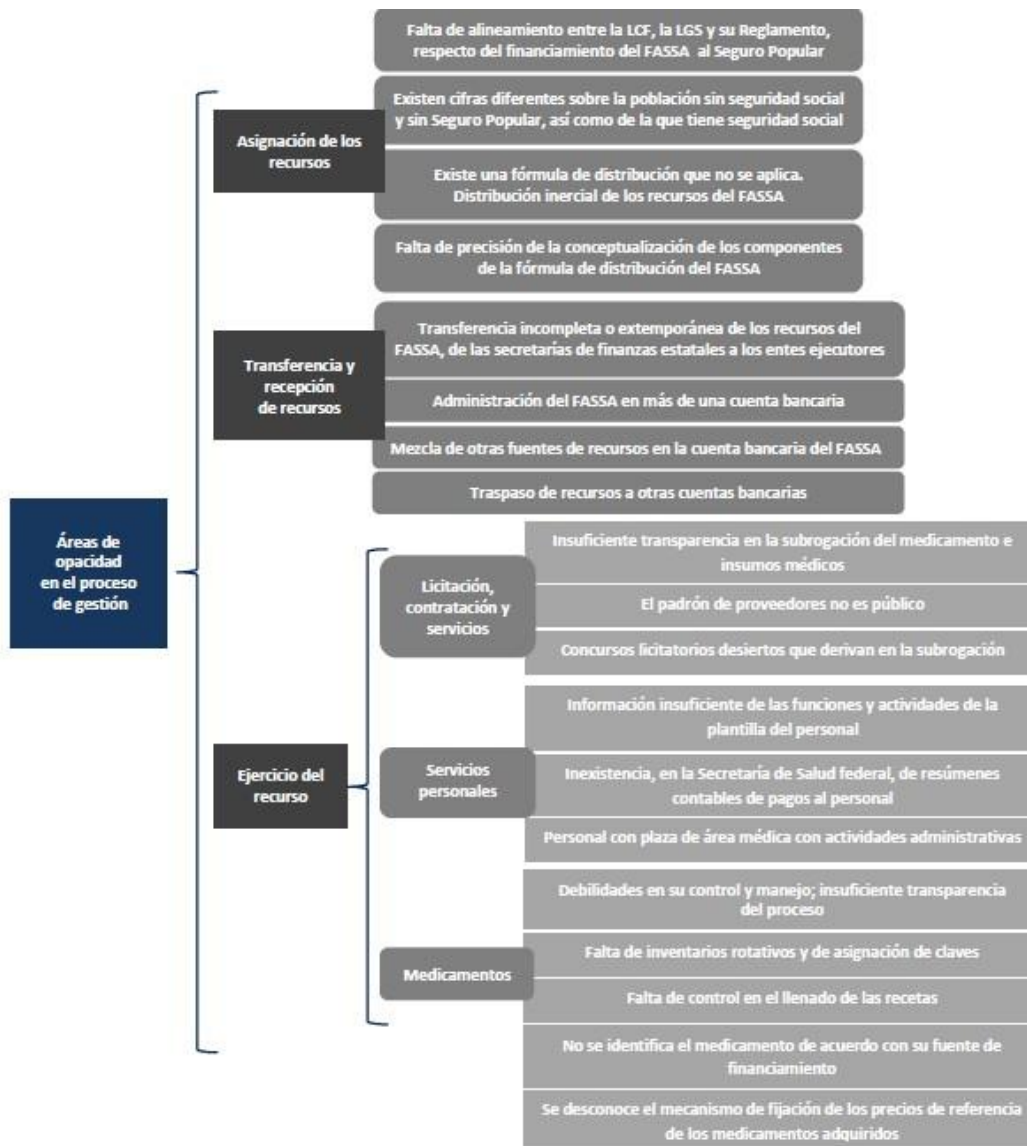 Áreas de
opacidad
en el proceso
de gestión
Asignación de los
recursos
Falta de alineamiento entre la LCF, la LGS y su Reglamento,
respecto del financiamiento del FASSA al Seguro Popular
Existen cifras diferentes sobre la población sin seguridad social
y sin Seguro Popular, así como de la que tiene seguridad social
Existe una fórmula de distribución que no se aplica.
Distribución inercial de los recursos del FASSA
Falta de precisión de la conceptualización de los componentes
de la fórmula de distribución del FASSA
Transferencia y
recepción
de recursos
Transferencia incompleta o extemporánea de los recursos del
FASSA, de las secretarías de finanzas estatales a los entes ejecutores
Administración del FASSA en más de una cuenta bancaria
Mezcla de otras fuentes de recursos en la cuenta bancaria del FASSA
Traspaso de recursos a otras cuentas bancarias
Ejercicio del
recurso
Licitación,
contratación y
servicios
Insuficiente transparencia en la subrogación del medicamento e
insumos médicos
El padrón de proveedores no es público
Concursos licitatorios desiertos que derivan en la subrogación
Servicios
personales
Información insuficiente de las funciones y actividades de la
plantilla del personal
Inexistencia, en la Secretaría de Salud federal, de resúmenes
contables de pagos al personal
Personal con plaza de área médica con actividades administrativas
Medicamentos
Debilidades en su control y manejo; insuficiente transparencia
del proceso
Falta de inventarios rotativos y de asignación de claves
Falta de control en el llenado de las recetas
No se identifica el medicamento de acuerdo con su fuente de
financiamiento
Se desconoce el mecanismo de fijación de los precios de referencia
de los medicamentos adquiridos